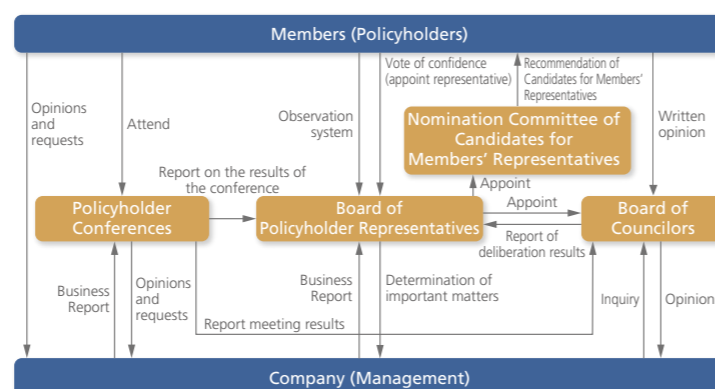 Members (Policyholders)
Opinions
and
requests
Attend
Observation
system
Vote of confidence
(appoint representative)
Recommendation of
Candidates for Members'
Representatives
Written
opinion
Nomination Committee of
Candidates for
Members' Representatives
Report on the results of
the conference
Appoint
Policyholder
Conferences
Board of
Policyholder Representatives
Appoint
Board of
Councilors
Report of
deliberation results
Business
Report
Opinions
and
requests
Report meeting results
Business
Report
Determination of
important matters
Inquiry
Opinion
Company (Management)